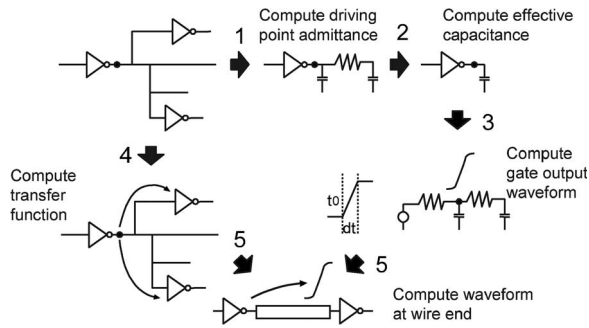 1
Compute driving
point admittance
2
Compute effective
capacitance
3
4
Compute
transfer
function
Compute
gate output
waveform
t0
dt
5
5
Compute waveform
at wire end